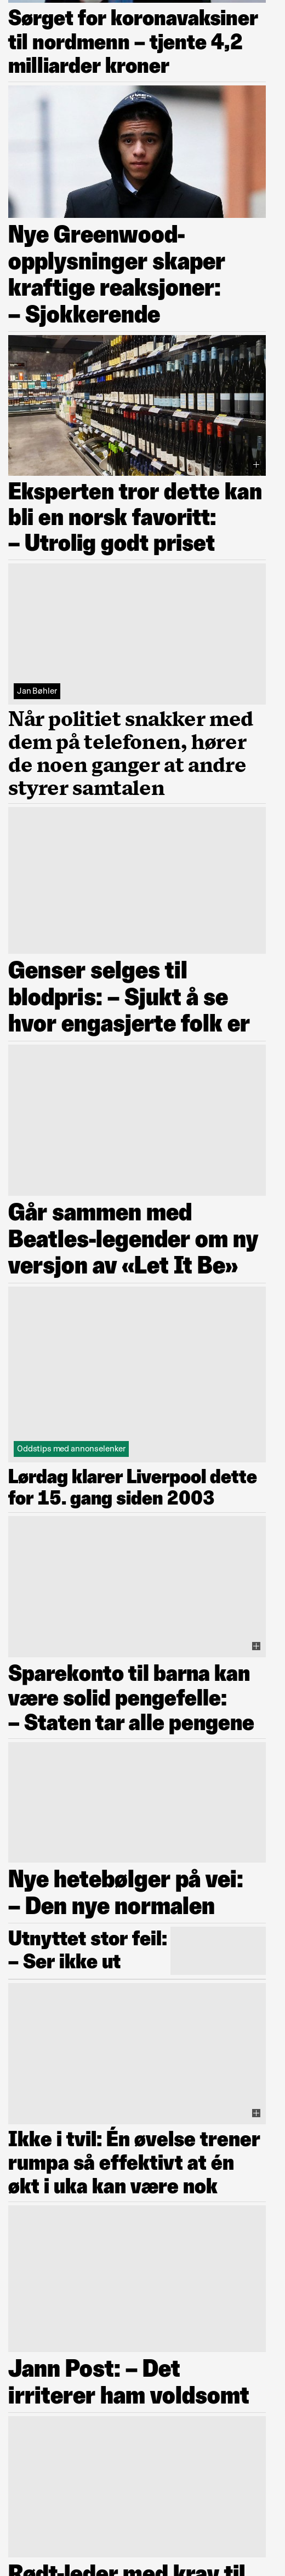 Sørget for koronavaksiner
til nordmenn – tjente 4,2
milliarder kroner
Nye Greenwood-
opplysninger skaper
kraftige reaksjoner:
– Sjokkerende
Eksperten tror dette kan
bli en norsk favoritt:
– Utrolig godt priset
Jan Bøhler
Når politiet snakker med
dem på telefonen, hører
de noen ganger at andre
styrer samtalen
Genser selges til
blodpris: – Sjukt å se
hvor engasjerte folk er
Går sammen med
Beatles-legender om ny
versjon av «Let It Be»
Oddstips med annonselenker
Lørdag klarer Liverpool dette
for 15. gang siden 2003
Sparekonto til barna kan
være solid pengefelle:
– Staten tar alle pengene
Nye hetebølger på vei:
– Den nye normalen
Utnyttet stor feil:
– Ser ikke ut
Ikke i tvil: Én øvelse trener
rumpa så effektivt at én
økt i uka kan være nok
Jann Post: – Det
irriterer ham voldsomt
Rødt-leder med krav til